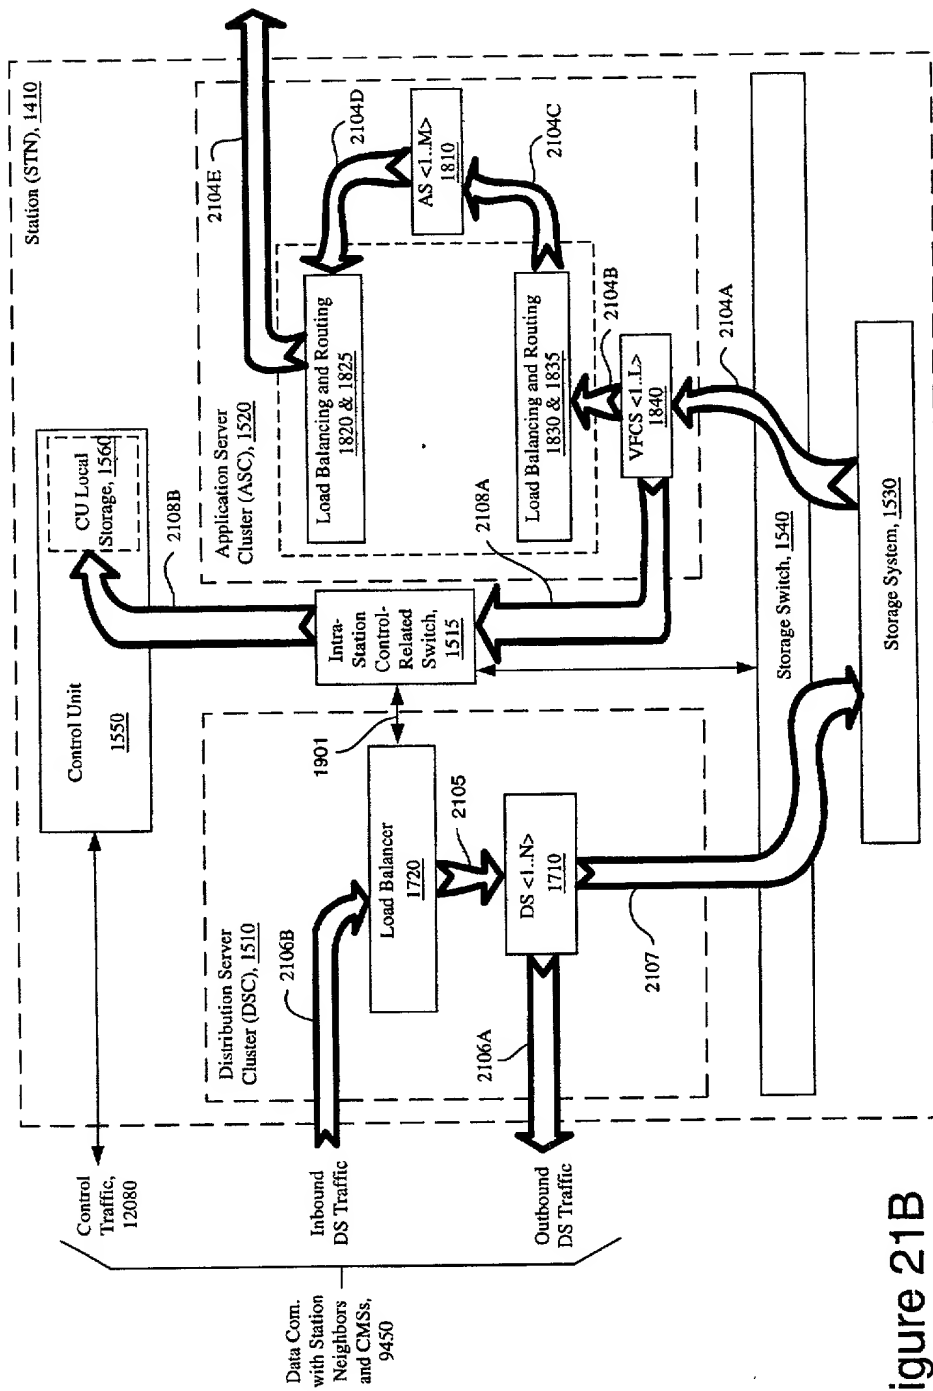 Station (STN), 1410
Control
Traffic,
12080
Control Unit
1550
CU Local
Storage, 1560
2108B
2104E
Data Com.
with Station
Neighbors
and CMSs,
9450
Inbound
DS Traffic
Outbound
DS Traffic
Distribution Server
Cluster (DSC), 1510
2106B
Load Balancer
1720
1901
2105
DS <1..N>
1710
2106A
2107
Intra-
Station
Control-
Related
Switch, 1515
2108A
Application Server
Cluster (ASC), 1520
Load Balancing and Routing
1820 & 1825
2104D
AS <1..M>
1810
2104C
Load Balancing and Routing
1830 & 1835
2104B
VFCS <1..L>
1840
2104A
Storage Switch, 1540
Storage System, 1530
igure 21B